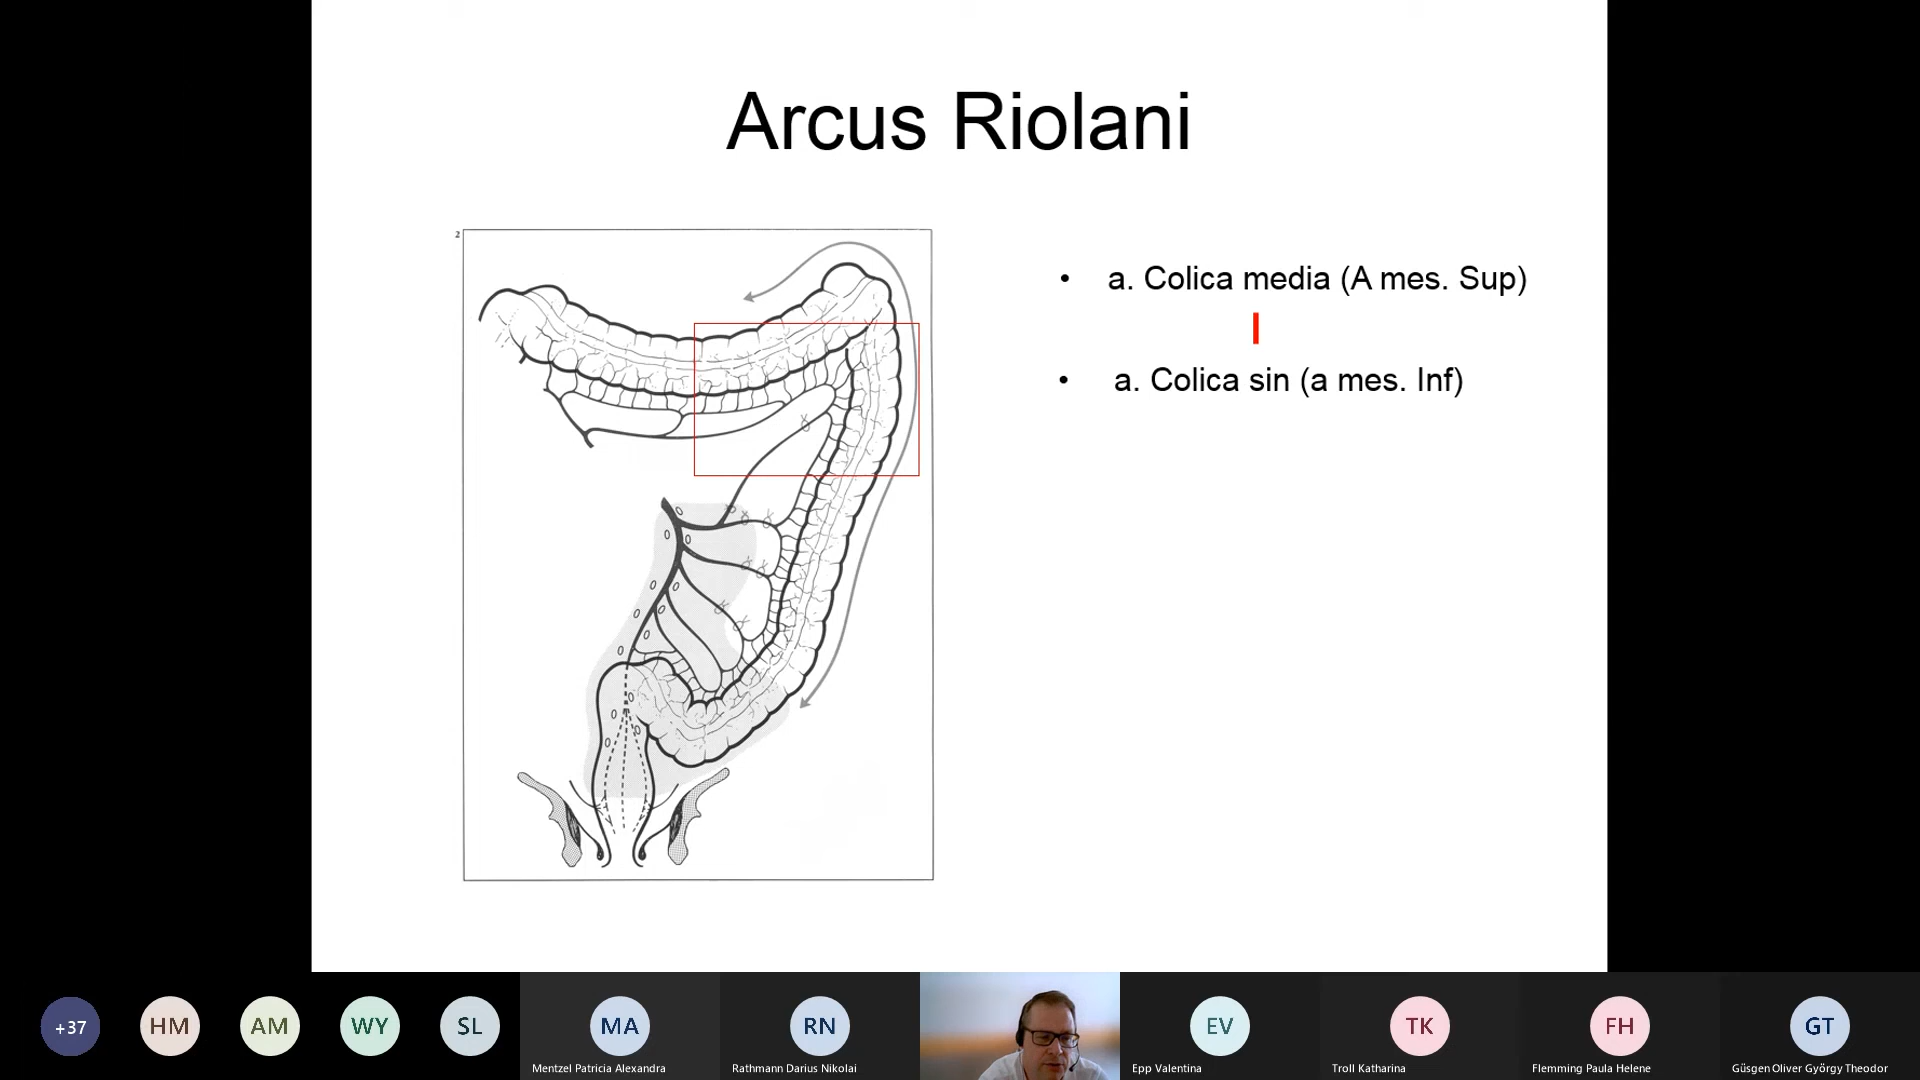 Arcus Riolani
2
• a. Colica media (A mes. Sup)
• a. Colica sin (a mes. Inf)
+37
HM
AM
WY
SL
MA
Mentzel Patricia Alexandra
RN
Rathmann Darius Nikolai
EV
Epp Valentina
TK
Troll Katharina
FH
Flemming Paula Helene
GT
Güsgen Oliver György Theodor